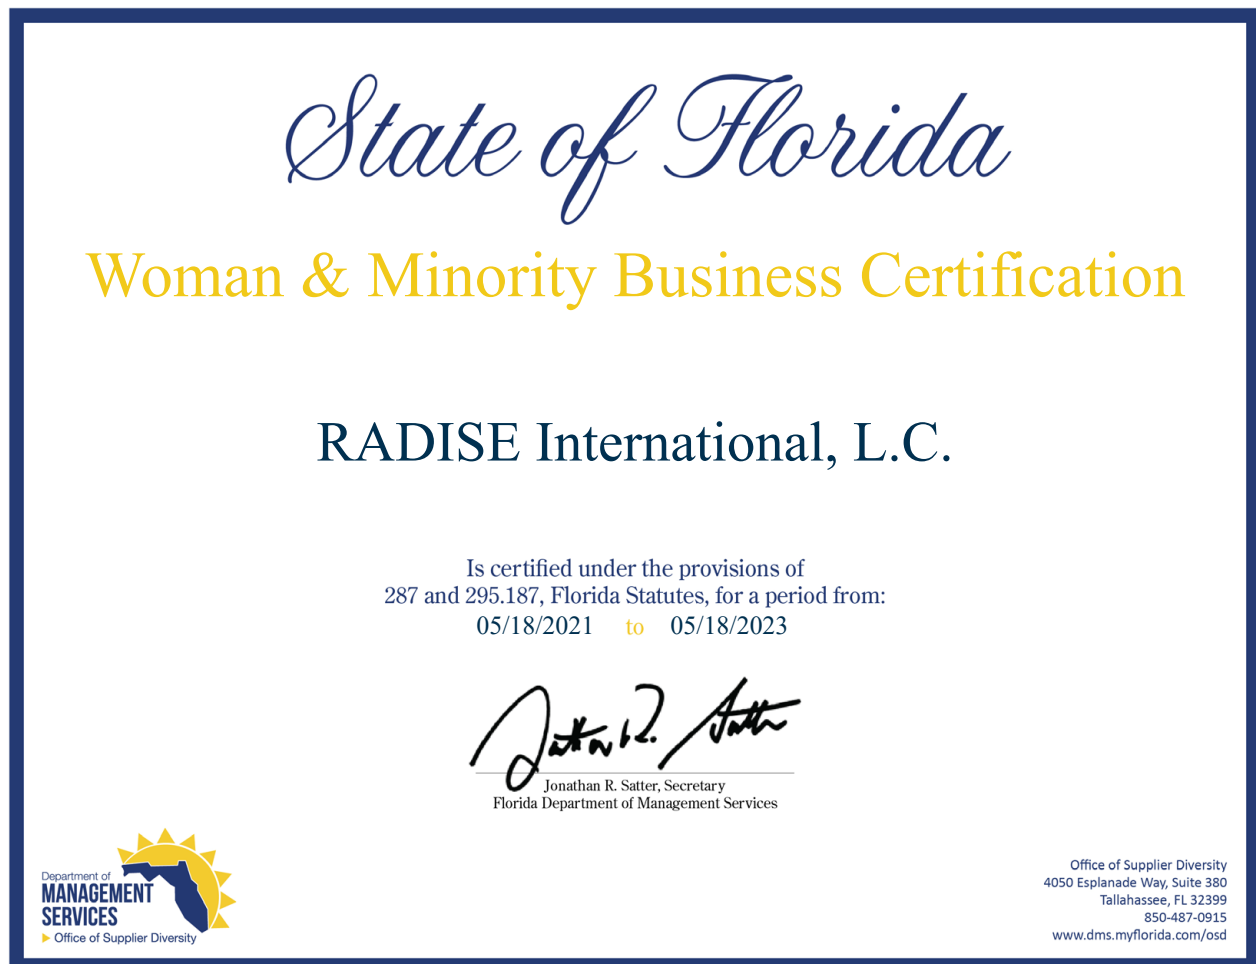 State of Florida
Woman & Minority Business Certification
RADISE International, L.C.
Is certified under the provisions of
287 and 295.187, Florida Statutes, for a period from:
05/18/2021 to 05/18/2023
Jonathan R. Satter
Jonathan R. Satter, Secretary
Florida Department of Management Services
Department of
MANAGEMENT
SERVICES
Office of Supplier Diversity
Office of Supplier Diversity
4050 Esplanade Way, Suite 380
Tallahassee, FL 32399
850-487-0915
www.dms.myflorida.com/osd